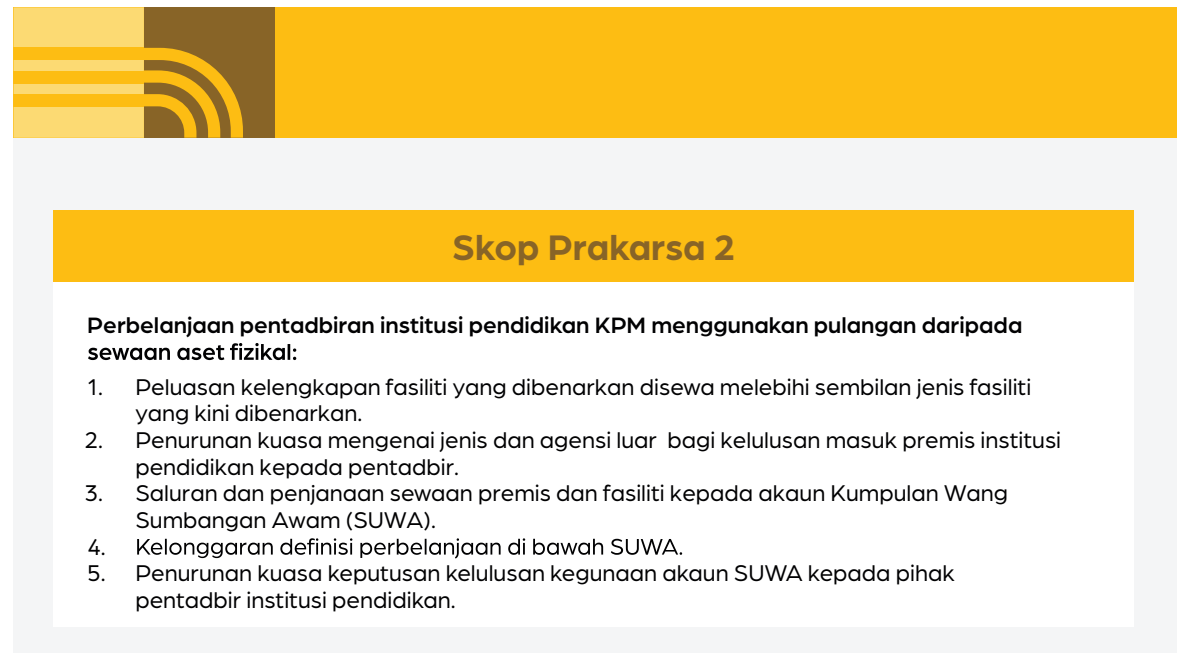 Skop Prakarsa 2
Perbelanjaan pentadbiran institusi pendidikan KPM menggunakan pulangan daripada
sewaan aset fizikal:
1. Peluasan kelengkapan fasiliti yang dibenarkan disewa melebihi sembilan jenis fasiliti
yang kini dibenarkan.
2. Penurunan kuasa mengenai jenis dan agensi luar bagi kelulusan masuk premis institusi
pendidikan kepada pentadbir.
3. Saluran dan penjanaan sewaan premis dan fasiliti kepada akaun Kumpulan Wang
Sumbangan Awam (SUWA).
4. Kelonggaran definisi perbelanjaan di bawah SUWA.
5. Penurunan kuasa keputusan kelulusan kegunaan akaun SUWA kepada pihak
pentadbir institusi pendidikan.